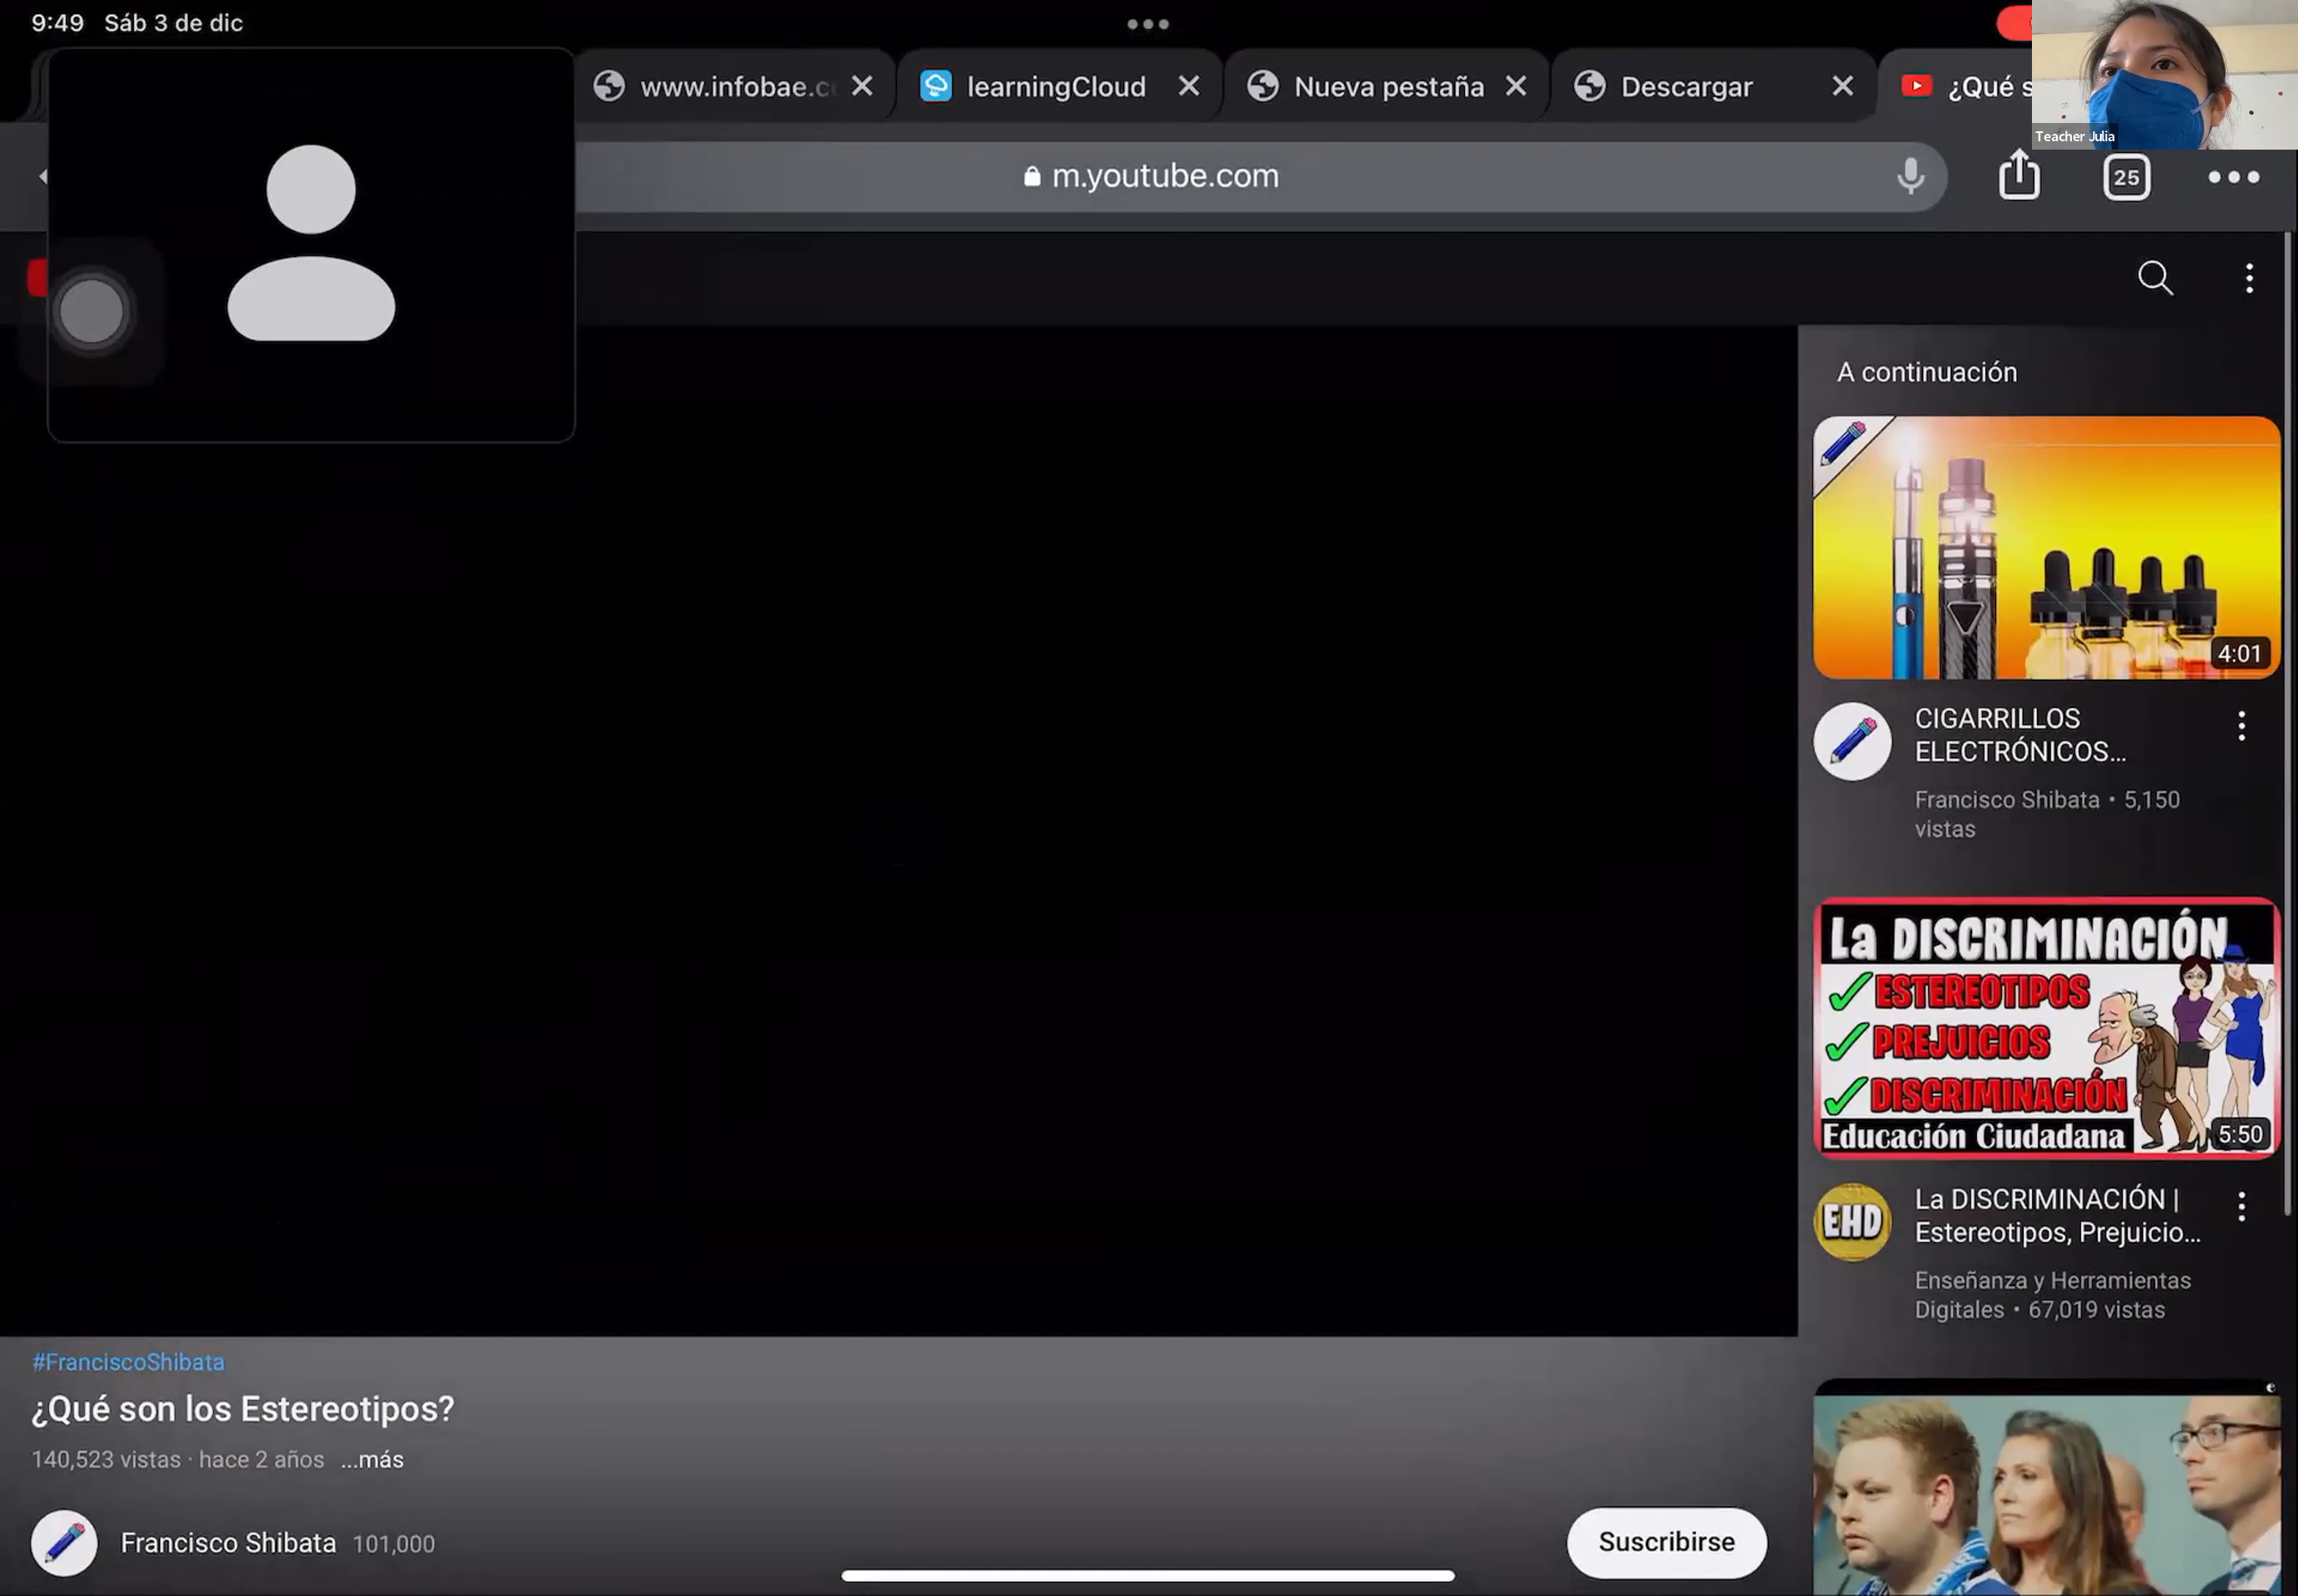 9:49 Sáb 3 de dic
www.infobae.c
learningCloud
Nueva pestaña
Descargar
¿Qué s
Teacher Julia
m.youtube.com
25
A continuación
4:01
CIGARRILLOS
ELECTRÓNICOS...
Francisco Shibata • 5,150
vistas
La DISCRIMINACIÓN
ESTEREOTIPOS
PREJUICIOS
DISCRIMINACIÓN
Educación Ciudadana
5:50
EHD
La DISCRIMINACIÓN |
Estereotipos, Prejuicio...
Enseñanza y Herramientas
Digitales • 67,019 vistas
#FranciscoShibata
¿Qué son los Estereotipos?
140,523 vistas · hace 2 años ...más
Francisco Shibata 101,000
Suscribirse